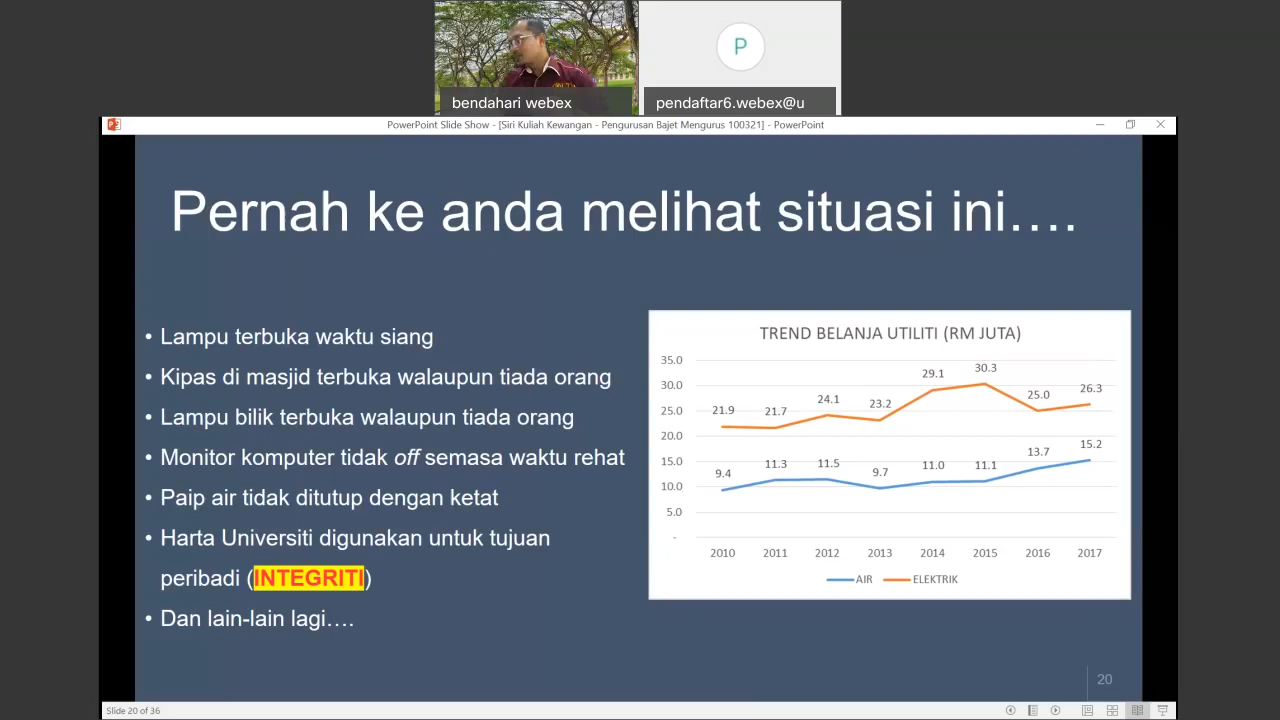 P
bendahari webex
pendaftar6.webex@u
PowerPoint Slide Show - [Siri Kuliah Kewangan - Pengurusan Bajet Mengurus 100321] - PowerPoint
Pernah ke anda melihat situasi ini….
• Lampu terbuka waktu siang
• Kipas di masjid terbuka walaupun tiada orang
• Lampu bilik terbuka walaupun tiada orang
• Monitor komputer tidak off semasa waktu rehat
• Paip air tidak ditutup dengan ketat
• Harta Universiti digunakan untuk tujuan
peribadi (INTEGRITI)
• Dan lain-lain lagi….
TREND BELANJA UTILITI (RM JUTA)
35.0
30.0
25.0
20.0
15.0
10.0
5.0
-
21.9 21.7 24.1 23.2 29.1 30.3 25.0 26.3
9.4 11.3 11.5 9.7 11.0 11.1 13.7 15.2
2010 2011 2012 2013 2014 2015 2016 2017
AIR ELEKTRIK
20
Slide 20 of 36